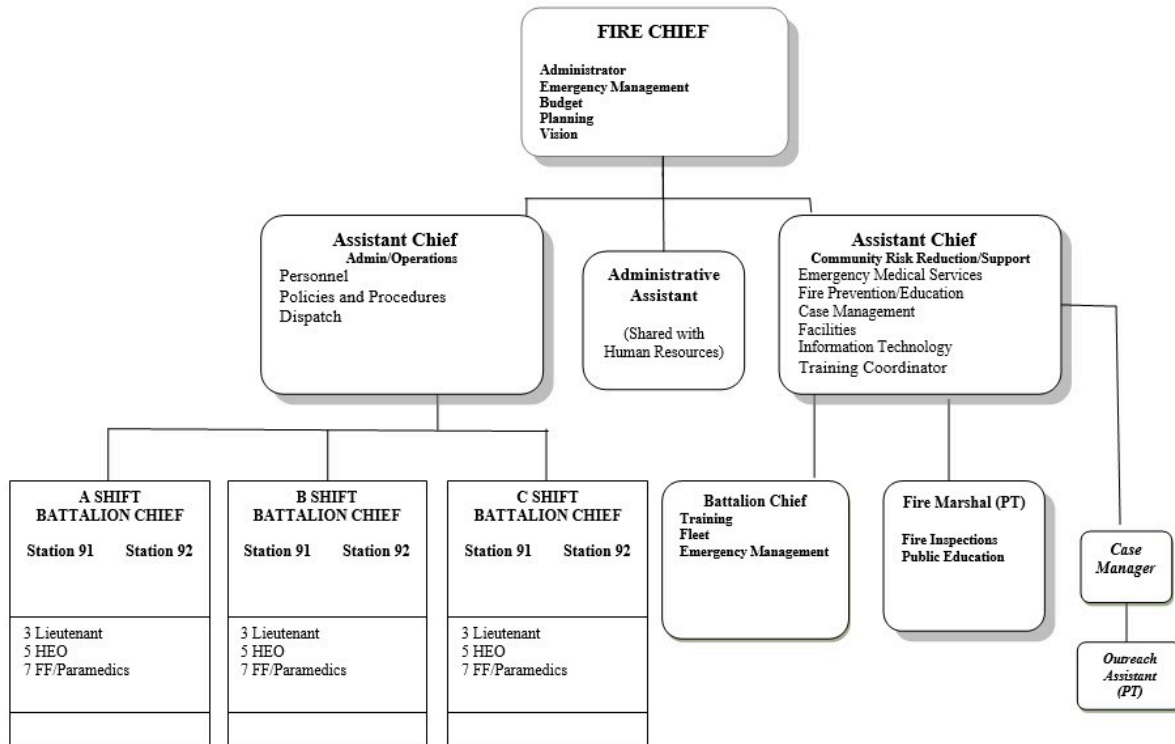 FIRE CHIEF
Administrator
Emergency Management
Budget
Planning
Vision
Assistant Chief
Admin/Operations
Personnel
Policies and Procedures
Dispatch
Administrative
Assistant
(Shared with
Human Resources)
Assistant Chief
Community Risk Reduction/Support
Emergency Medical Services
Fire Prevention/Education
Case Management
Facilities
Information Technology
Training Coordinator
A SHIFT
BATTALION CHIEF
Station 91 Station 92
3 Lieutenant
5 HEO
7 FF/Paramedics
B SHIFT
BATTALION CHIEF
Station 91 Station 92
3 Lieutenant
5 HEO
7 FF/Paramedics
C SHIFT
BATTALION CHIEF
Station 91 Station 92
3 Lieutenant
5 HEO
7 FF/Paramedics
Battalion Chief
Training
Fleet
Emergency Management
Fire Marshal (PT)
Fire Inspections
Public Education
Case
Manager
Outreach
Assistant
(PT)